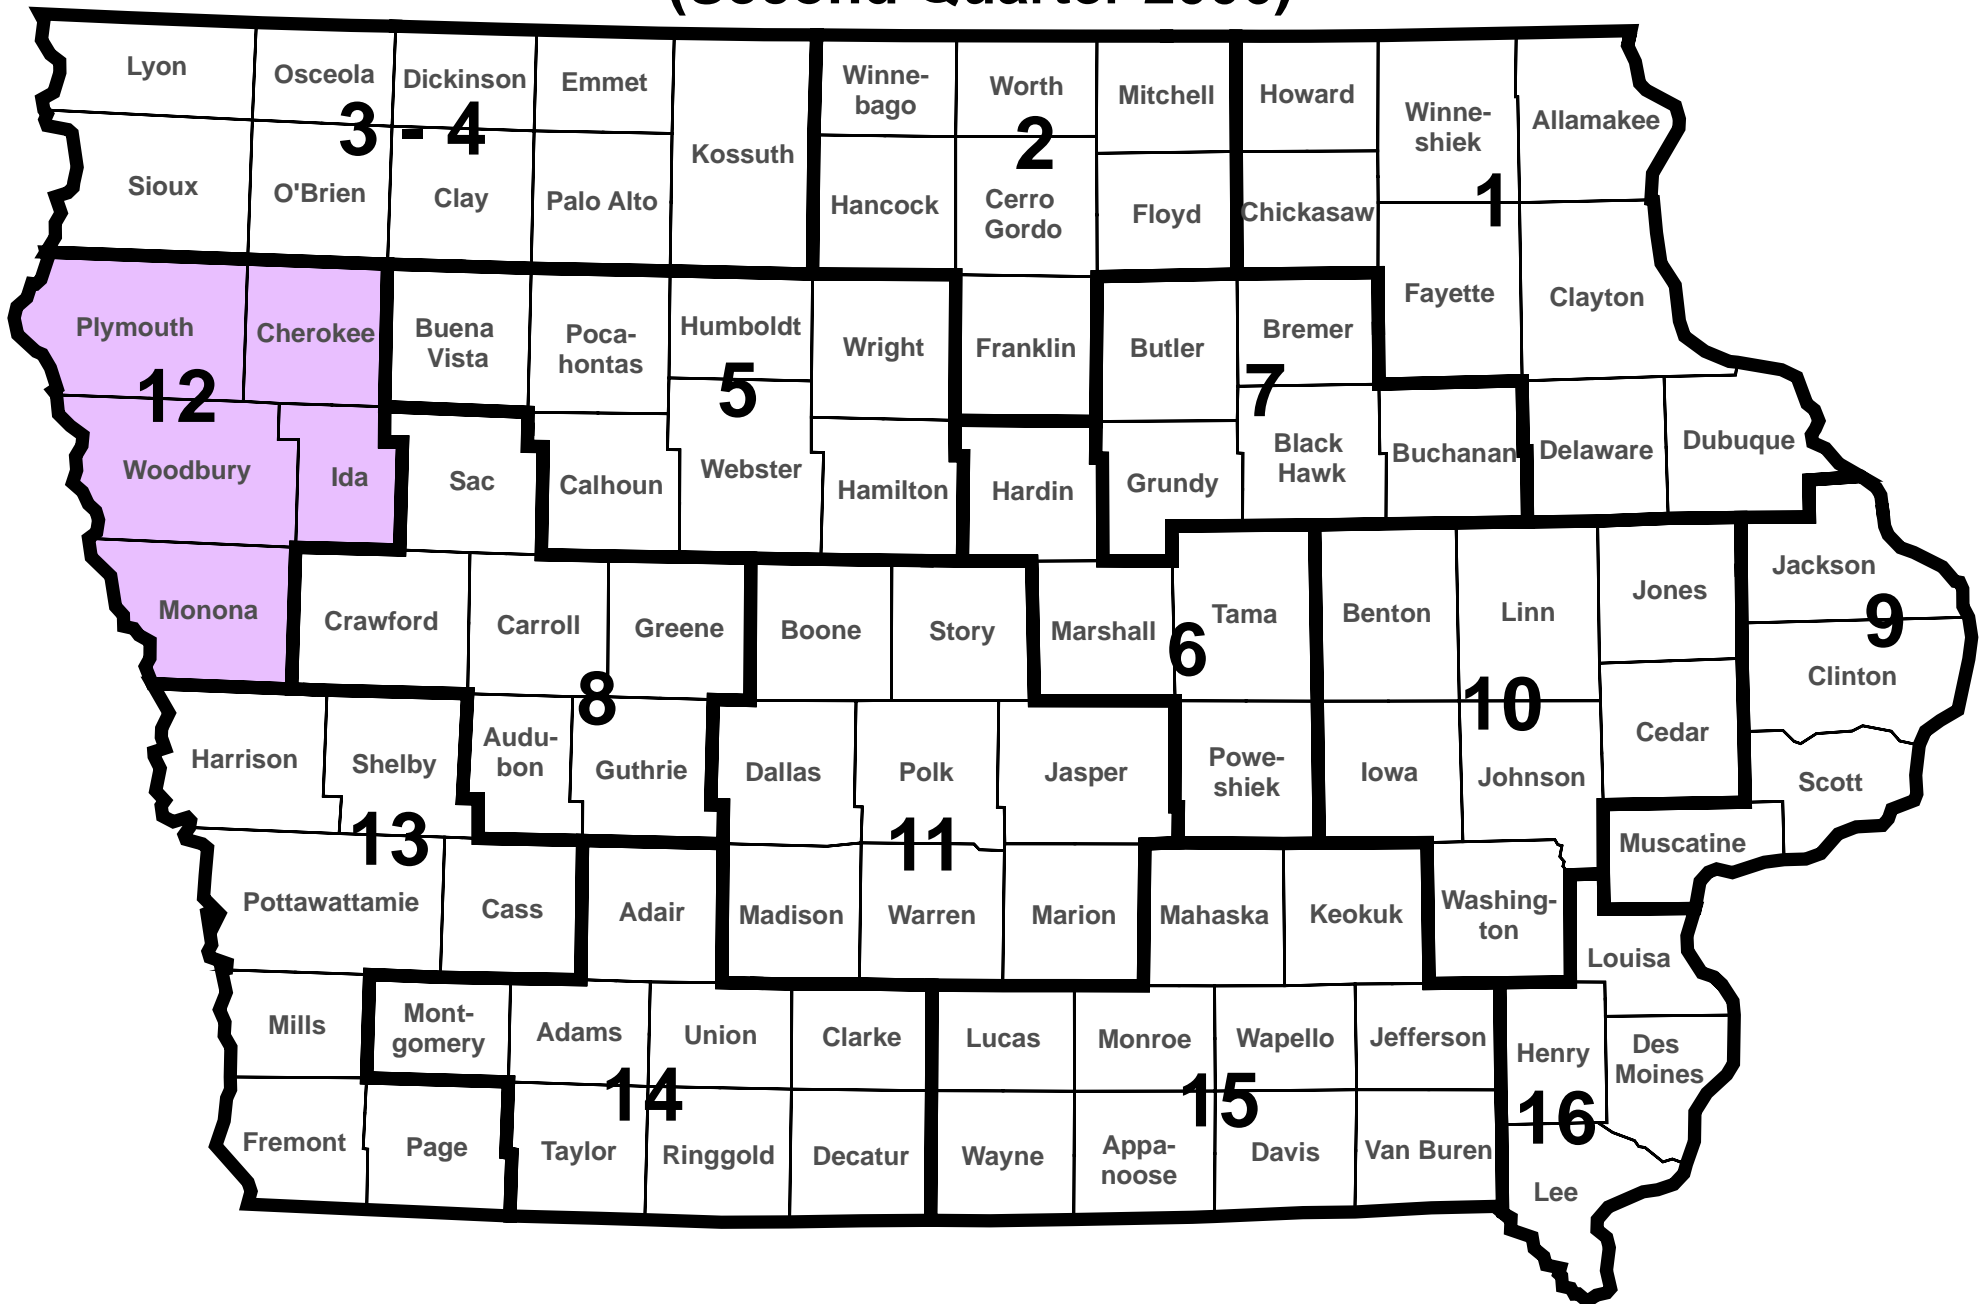 Lyon
Osceola
Dickinson
Emmet
Kossuth
Winne-
bago
Worth
Mitchell
Howard
Winne-
shiek
Allamakee
3 - 4
2
1
Sioux
O'Brien
Clay
Palo Alto
Hancock
Cerro
Gordo
Floyd
Chickasaw
Fayette
Clayton
Plymouth
Cherokee
Buena
Vista
Poca-
hontas
Humboldt
Wright
Franklin
Butler
Bremer
12
5
7
Woodbury
Ida
Sac
Calhoun
Webster
Hamilton
Hardin
Grundy
Black
Hawk
Buchanan
Delaware
Dubuque
Monona
Crawford
Carroll
Greene
Boone
Story
Marshall
Tama
Benton
Linn
Jones
Jackson
8
6
10
9
Clinton
Harrison
Shelby
Audu-
bon
Guthrie
Dallas
Polk
Jasper
Powe-
shiek
Iowa
Johnson
Cedar
Scott
13
11
Muscatine
Pottawattamie
Cass
Adair
Madison
Warren
Marion
Mahaska
Keokuk
Washing-
ton
Louisa
Mills
Mont-
gomery
Adams
Union
Clarke
Lucas
Monroe
Wapello
Jefferson
Henry
Des
Moines
14
15
16
Fremont
Page
Taylor
Ringgold
Decatur
Wayne
Appa-
noose
Davis
Van Buren
Lee